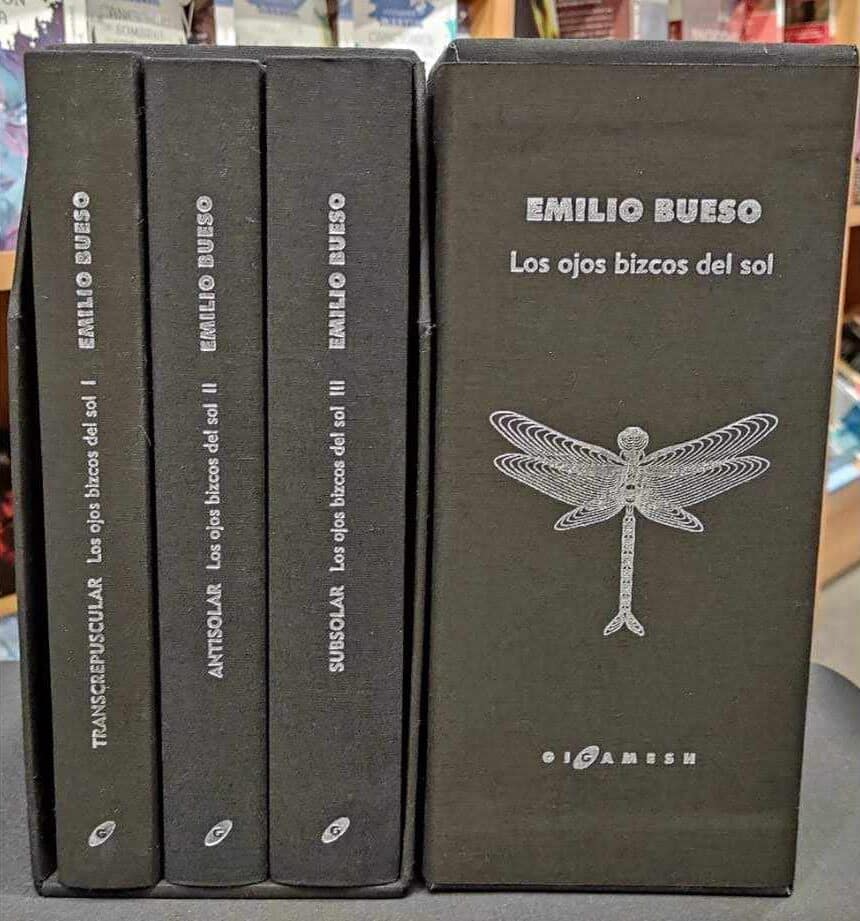 TRANSCREPUSCULAR Los ojos bizcos del sol I EMILIO BUESO
G
ANTISOLAR Los ojos bizcos del sol II EMILIO BUESO
G
SUBSOLAR Los ojos bizcos del sol III EMILIO BUESO
G
EMILIO BUESO
Los ojos bizcos del sol
GIGAMESH